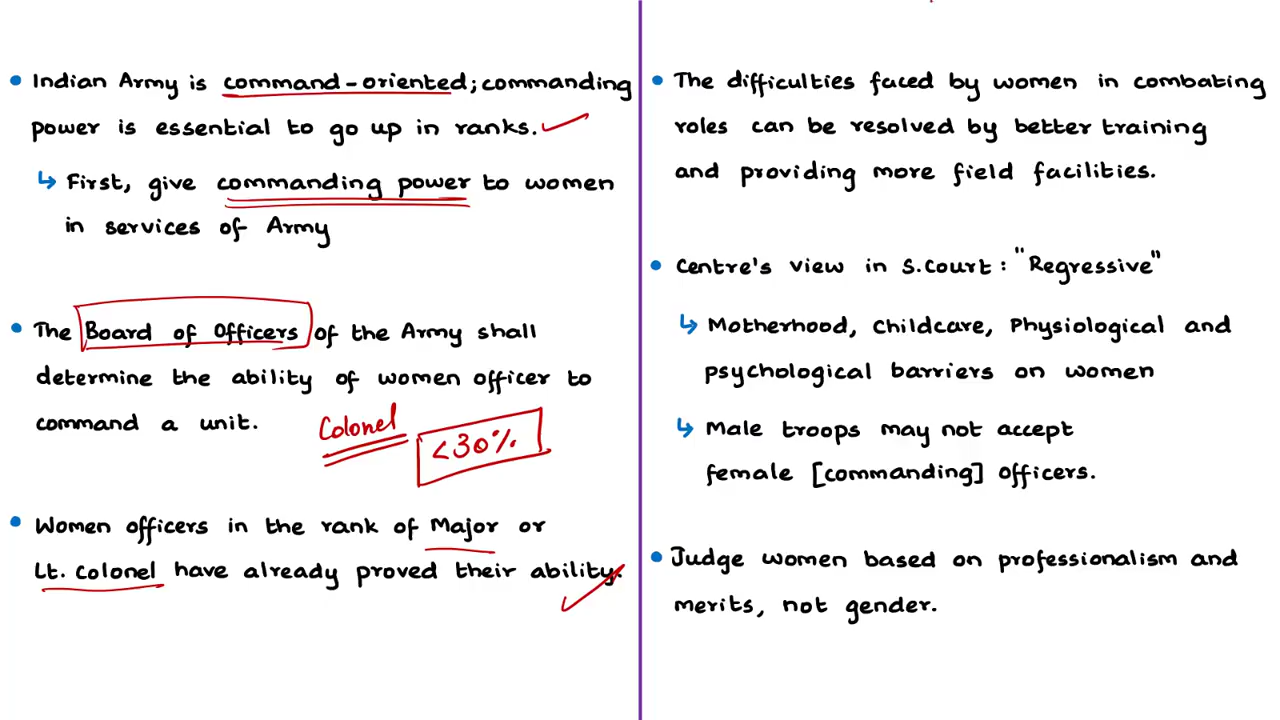 • Indian Army is command-oriented; commanding
power is essential to go up in ranks.
↳ First, give commanding power to women
in services of Army
• The Board of Officers of the Army shall
determine the ability of women officer to
command a unit.
Colonel
<30%
• Women officers in the rank of Major or
Lt. Colonel have already proved their ability.
• The difficulties faced by women in combating
roles can be resolved by better training
and providing more field facilities.
• Centre's view in S.Court: "Regressive"
↳ Motherhood, Childcare, Physiological and
psychological barriers on women
↳ Male troops may not accept
female [commanding] officers.
• Judge women based on professionalism and
merits, not gender.